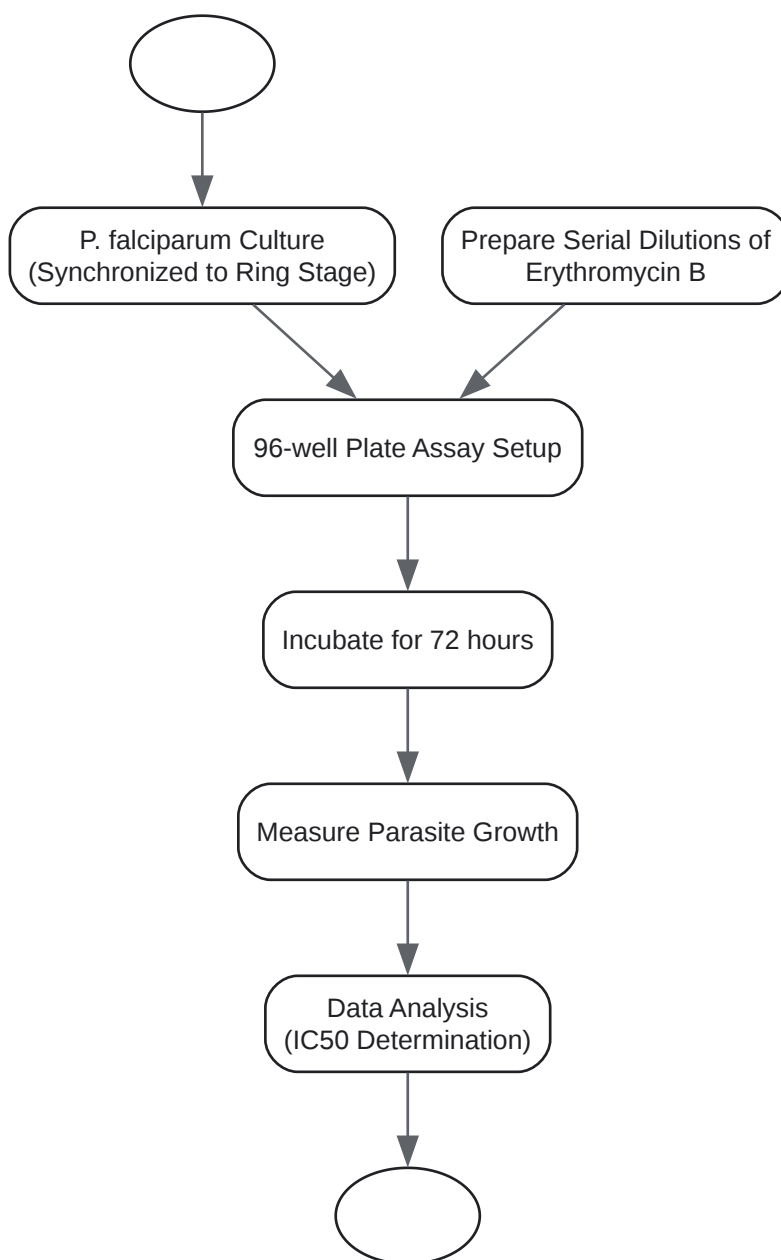 P. falciparum Culture
(Synchronized to Ring Stage)
Prepare Serial Dilutions of
Erythromycin B
96-well Plate Assay Setup
Incubate for 72 hours
Measure Parasite Growth
Data Analysis
(IC50 Determination)